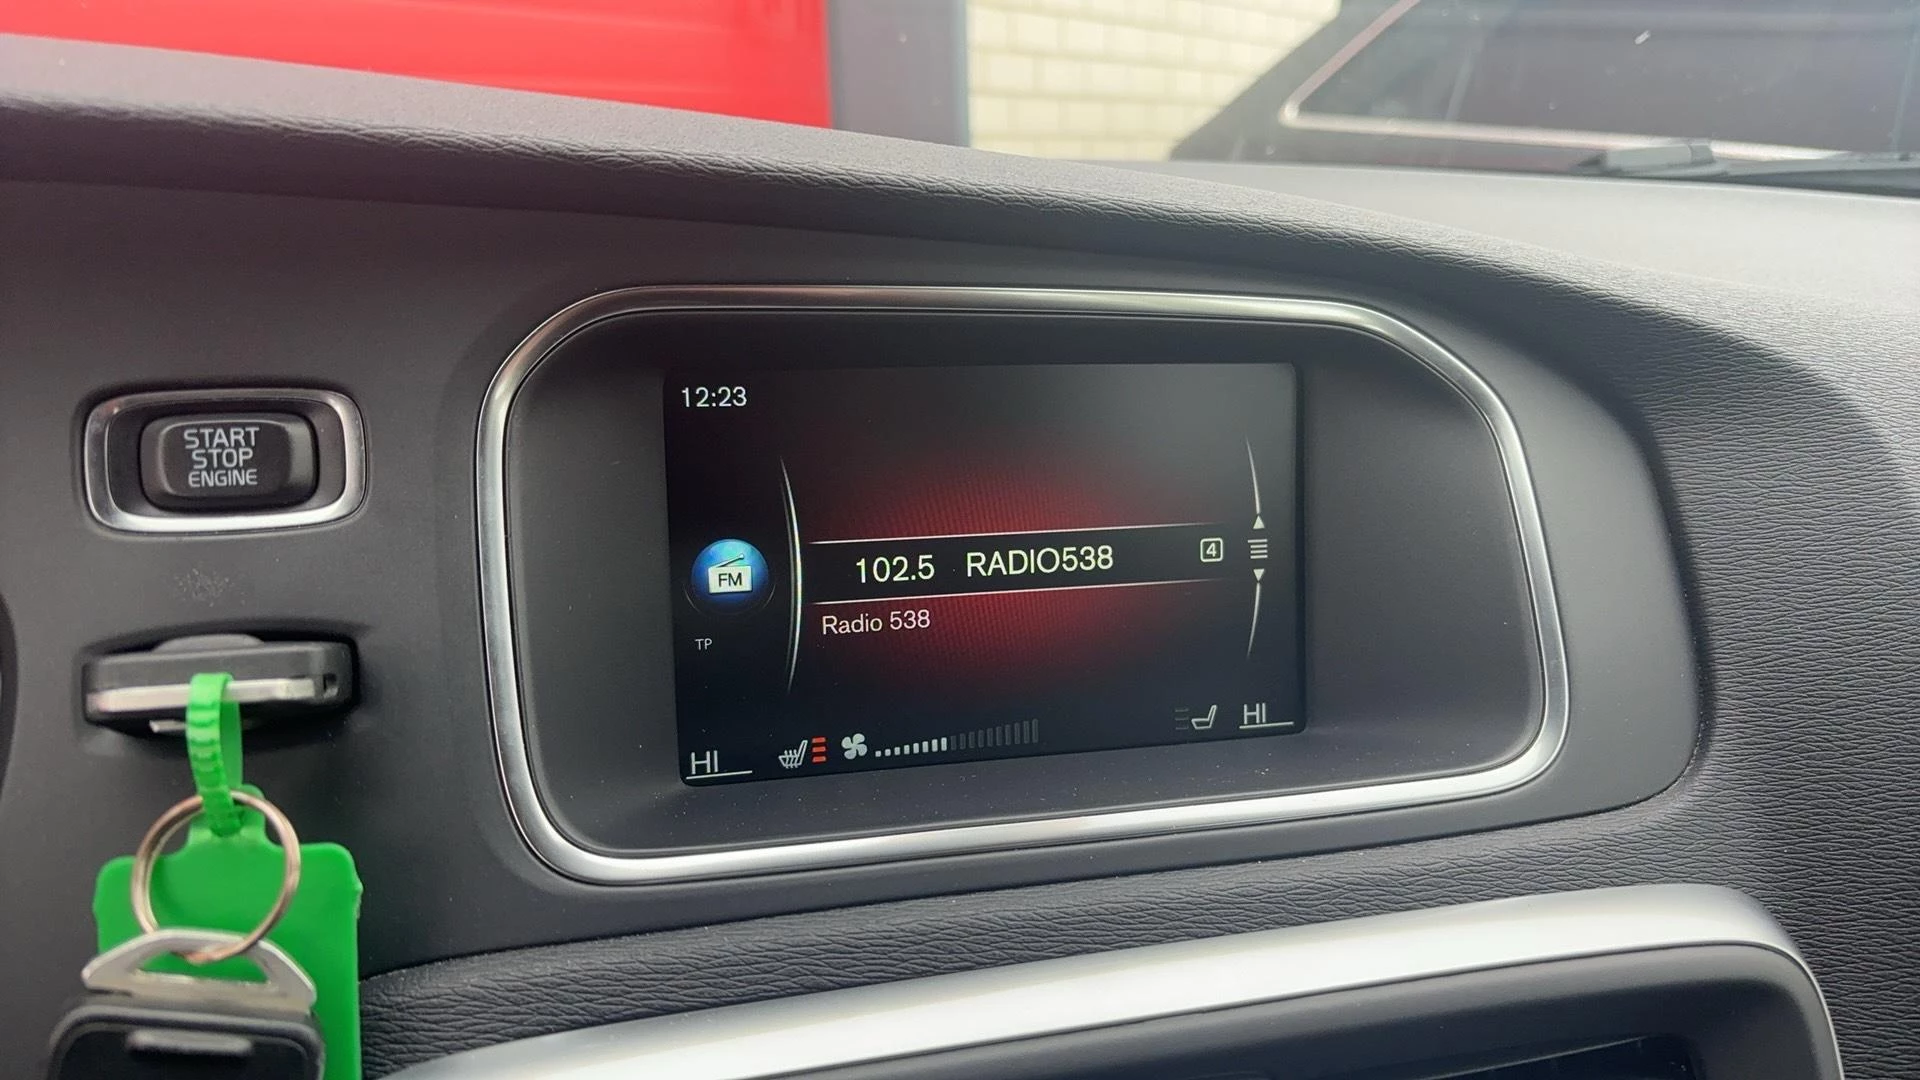 12:23
START
STOP
ENGINE
FM
102.5 RADIO538 4
Radio 538
TP
HI
HI